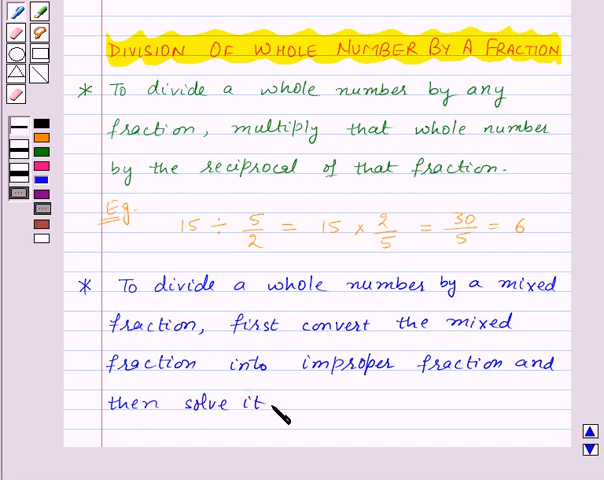 DIVISION OF WHOLE NUMBER BY A FRACTION
* To divide a whole number by any
fraction, multiply that whole number
by the reciprocal of that fraction.
Eg.
15 ÷ 5/2 = 15 × 2/5 = 30/5 = 6
* To divide a whole number by a mixed
fraction, first convert the mixed
fraction into improper fraction and
then solve it